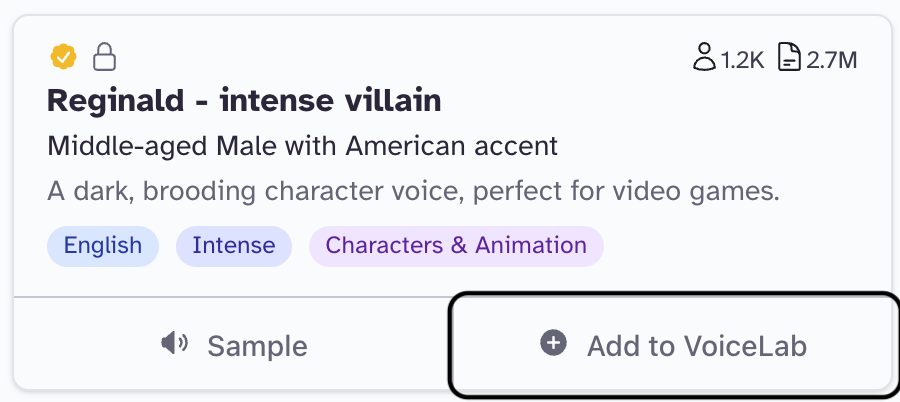 1.2K 2.7M
Reginald - intense villain
Middle-aged Male with American accent
A dark, brooding character voice, perfect for video games.
English Intense Characters & Animation
Sample Add to VoiceLab